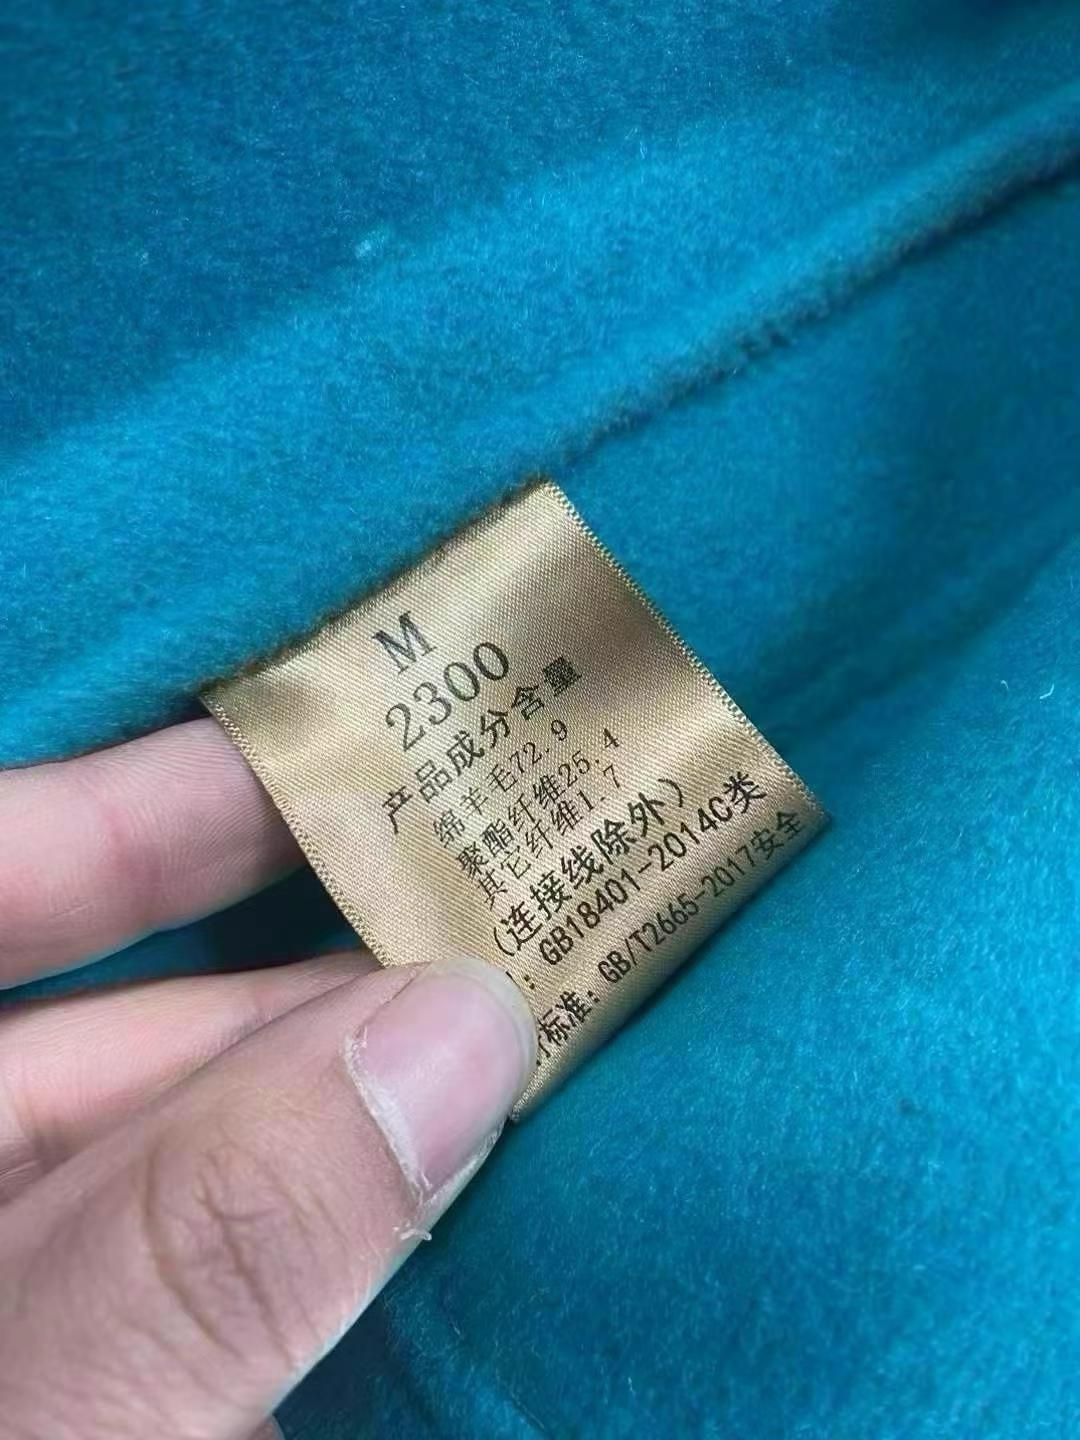 M
2300
产品成分含量
绵羊毛72.9
聚酯纤维25.4
其它纤维1.7
(连接线除外)
: GB18401-2014C类
标准: GB/T2665-2017安全